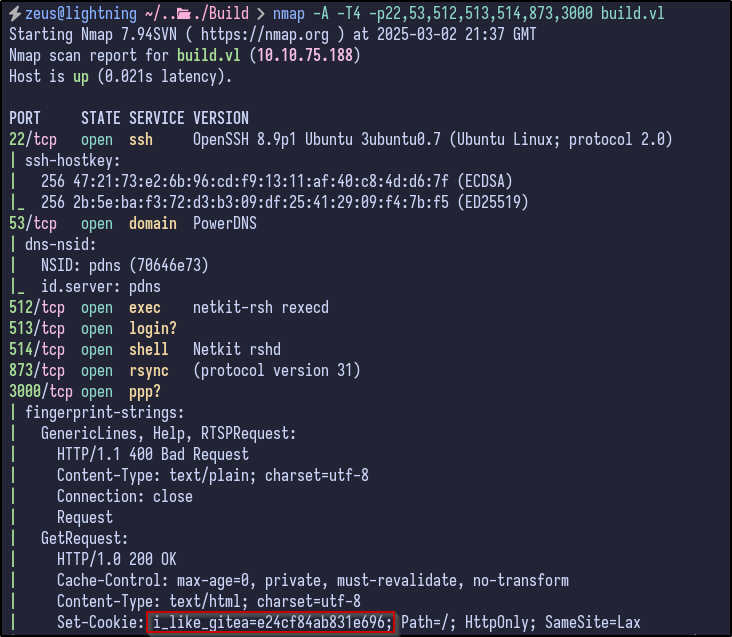 zeus@lightning ~/..../Build > nmap -A -T4 -p22,53,512,513,514,873,3000 build.vl
Starting Nmap 7.94SVN ( https://nmap.org ) at 2025-03-02 21:37 GMT
Nmap scan report for build.vl (10.10.75.188)
Host is up (0.021s latency).
PORT     STATE SERVICE VERSION
22/tcp   open  ssh     OpenSSH 8.9p1 Ubuntu 3ubuntu0.7 (Ubuntu Linux; protocol 2.0)
| ssh-hostkey:
|   256 47:21:73:e2:6b:96:cd:f9:13:11:af:40:c8:4d:d6:7f (ECDSA)
|_  256 2b:5e:ba:f3:72:d3:b3:09:df:25:41:29:09:f4:7b:f5 (ED25519)
53/tcp   open  domain  PowerDNS
| dns-nsid:
|   NSID: pdns (70646e73)
|_  id.server: pdns
512/tcp  open  exec    netkit-rsh rexecd
513/tcp  open  login?
514/tcp  open  shell   Netkit rshd
873/tcp  open  rsync   (protocol version 31)
3000/tcp open  ppp?
| fingerprint-strings:
|   GenericLines, Help, RTSPRequest:
|     HTTP/1.1 400 Bad Request
|     Content-Type: text/plain; charset=utf-8
|     Connection: close
|     Request
|   GetRequest:
|     HTTP/1.0 200 OK
|     Cache-Control: max-age=0, private, must-revalidate, no-transform
|     Content-Type: text/html; charset=utf-8
|     Set-Cookie: i_like_gitea=e24cf84ab831e696; Path=/; HttpOnly; SameSite=Lax